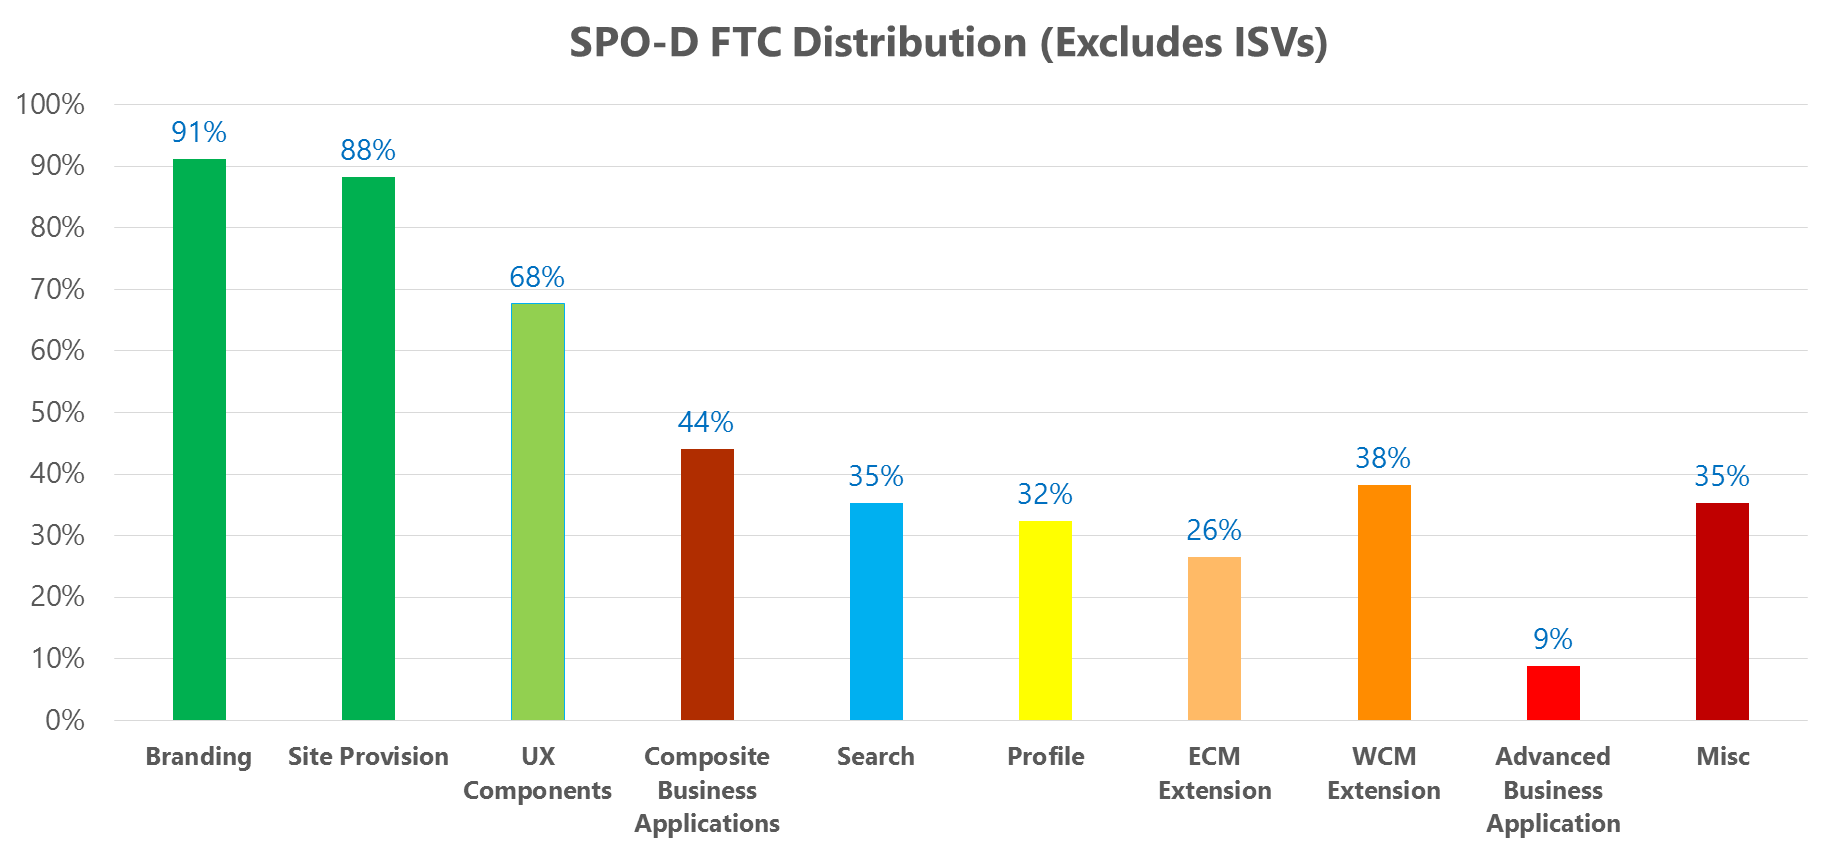 SPO-D FTC Distribution (Excludes ISVs)
100%
90%
80%
70%
60%
50%
40%
30%
20%
10%
0%
91%
88%
68%
44%
35%
32%
26%
38%
9%
35%
Branding
Site Provision
UX
Components
Composite
Business
Applications
Search
Profile
ECM
Extension
WCM
Extension
Advanced
Business
Application
Misc